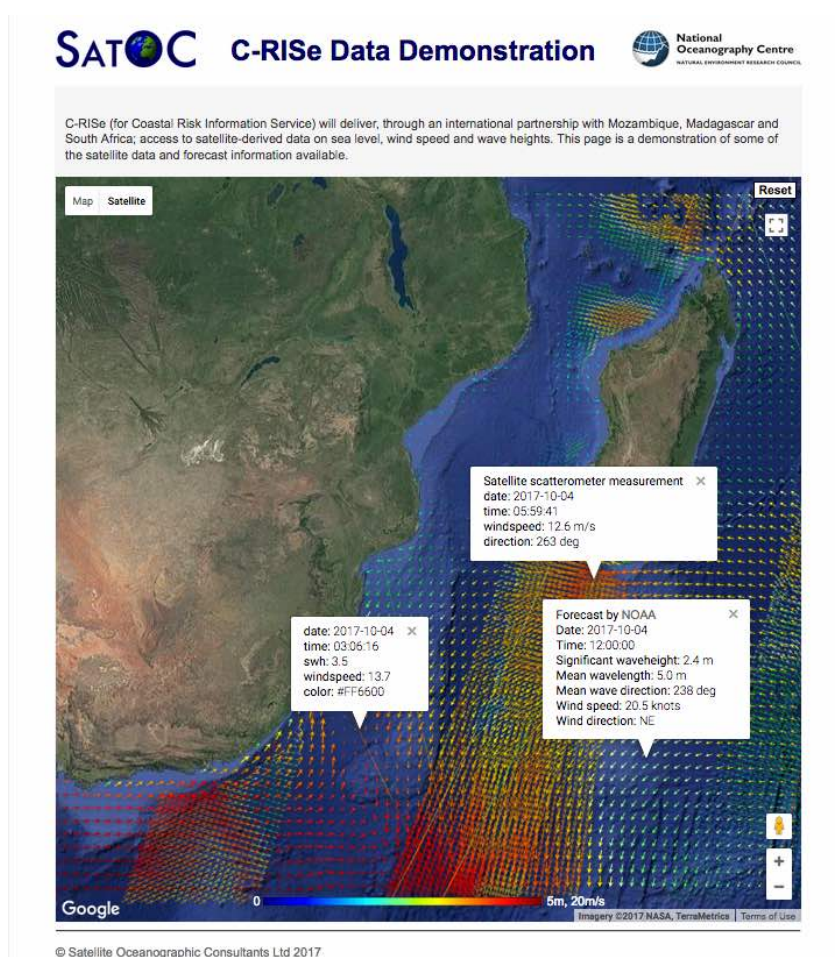 SATOC
C-RISe Data Demonstration
National
Oceanography Centre
NATURAL ENVIRONMENT RESEARCH COUNCIL
C-RISe (for Coastal Risk Information Service) will deliver, through an international partnership with Mozambique, Madagascar and
South Africa; access to satellite-derived data on sea level, wind speed and wave heights. This page is a demonstration of some of
the satellite data and forecast information available.
Map Satellite
Reset
Satellite scatterometer measurement ×
date: 2017-10-04
time: 05:59:41
windspeed: 12.6 m/s
direction: 263 deg
date: 2017-10-04 ×
time: 03:06:16
swh: 3.5
windspeed: 13.7
color: #FF6600
Forecast by NOAA ×
Date: 2017-10-04
Time: 12:00:00
Significant waveheight: 2.4 m
Mean wavelength: 5.0 m
Mean wave direction: 238 deg
Wind speed: 20.5 knots
Wind direction: NE
+
−
Google
0
5m, 20m/s
Imagery ©2017 NASA, TerraMetrics
Terms of Use
© Satellite Oceanographic Consultants Ltd 2017